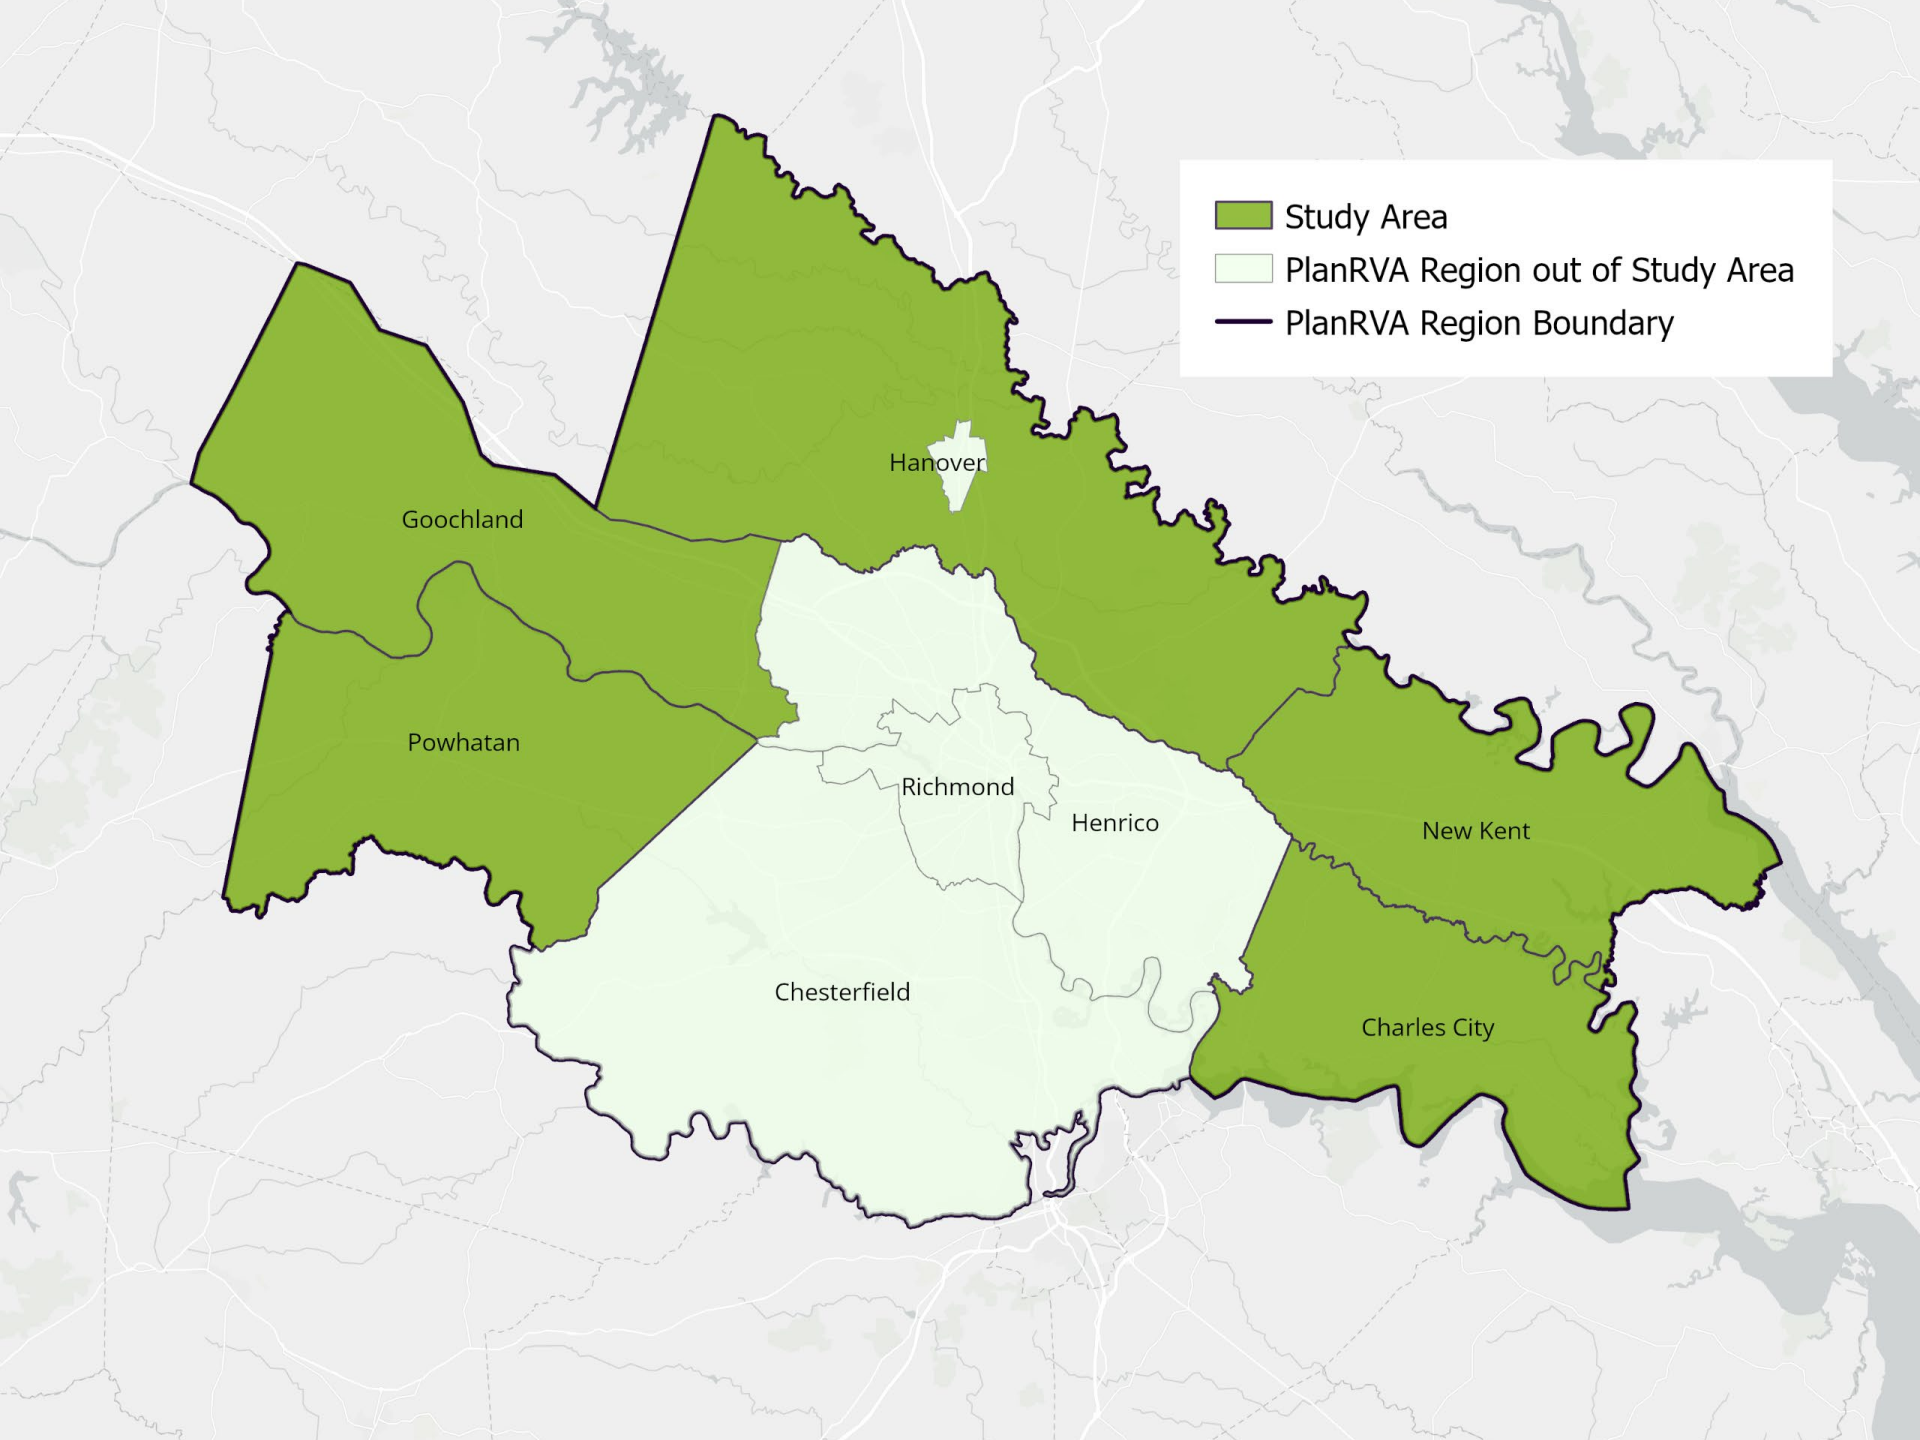 Study Area
PlanRVA Region out of Study Area
PlanRVA Region Boundary
Hanover
Goochland
Powhatan
Richmond
Henrico
New Kent
Chesterfield
Charles City